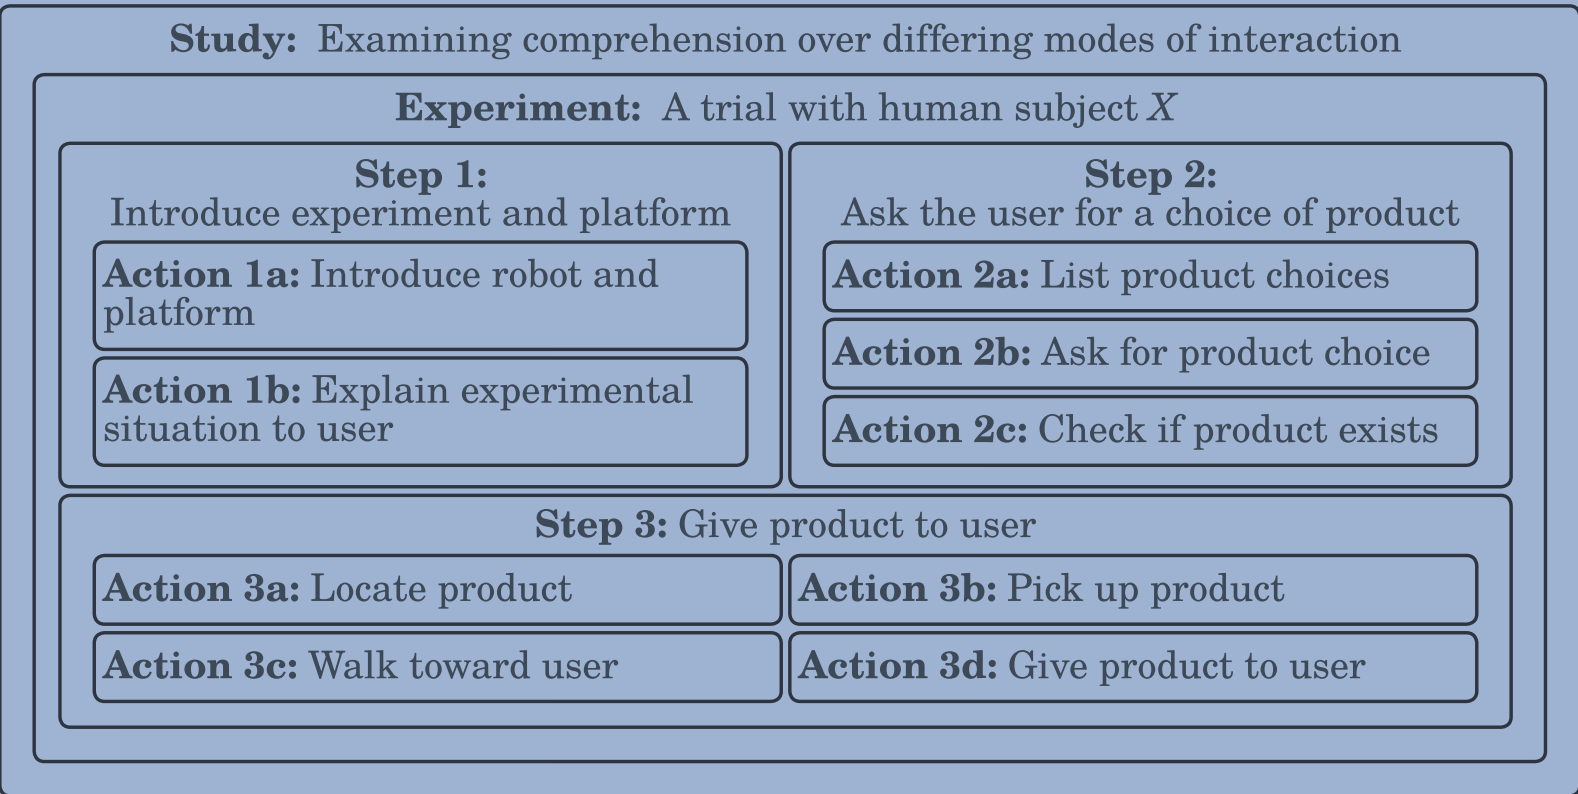 Study: Examining comprehension over differing modes of interaction
Experiment: A trial with human subject X
Step 1:
Introduce experiment and platform
Action 1a: Introduce robot and
platform
Action 1b: Explain experimental
situation to user
Step 2:
Ask the user for a choice of product
Action 2a: List product choices
Action 2b: Ask for product choice
Action 2c: Check if product exists
Step 3: Give product to user
Action 3a: Locate product
Action 3b: Pick up product
Action 3c: Walk toward user
Action 3d: Give product to user